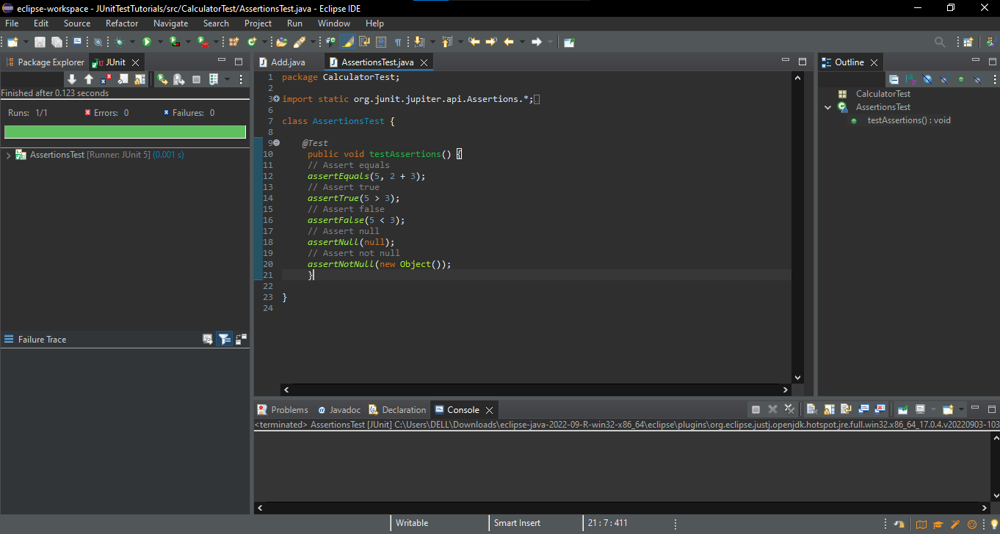 eclipse-workspace - JUnitTestTutorials/src/CalculatorTest/AssertionsTest.java - Eclipse IDE
File Edit Source Refactor Navigate Search Project Run Window Help
Package Explorer JUnit
Finished after 0.123 seconds
Runs: 1/1 Errors: 0 Failures: 0
AssertionsTest [Runner: JUnit 5] (0.001 s)
Failure Trace
Add.java AssertionsTest.java
1 package CalculatorTest;
2
3 import static org.junit.jupiter.api.Assertions.*;
6
7 class AssertionsTest {
8
9 @Test
10 public void testAssertions() {
11 // Assert equals
12 assertEquals(5, 2 + 3);
13 // Assert true
14 assertTrue(5 > 3);
15 // Assert false
16 assertFalse(5 < 3);
17 // Assert null
18 assertNull(null);
19 // Assert not null
20 assertNotNull(new Object());
21 }
22
23 }
24
Outline
CalculatorTest
AssertionsTest
testAssertions() : void
Problems Javadoc Declaration Console
<terminated> AssertionsTest [JUnit] C:\Users\DELL\Downloads\eclipse-java-2022-09-R-win32-x86_64\eclipse\plugins\org.eclipse.justj.openjdk.hotspot.jre.full.win32.x86_64_17.0.4.v20220903-103
Writable Smart Insert 21 : 7 : 411